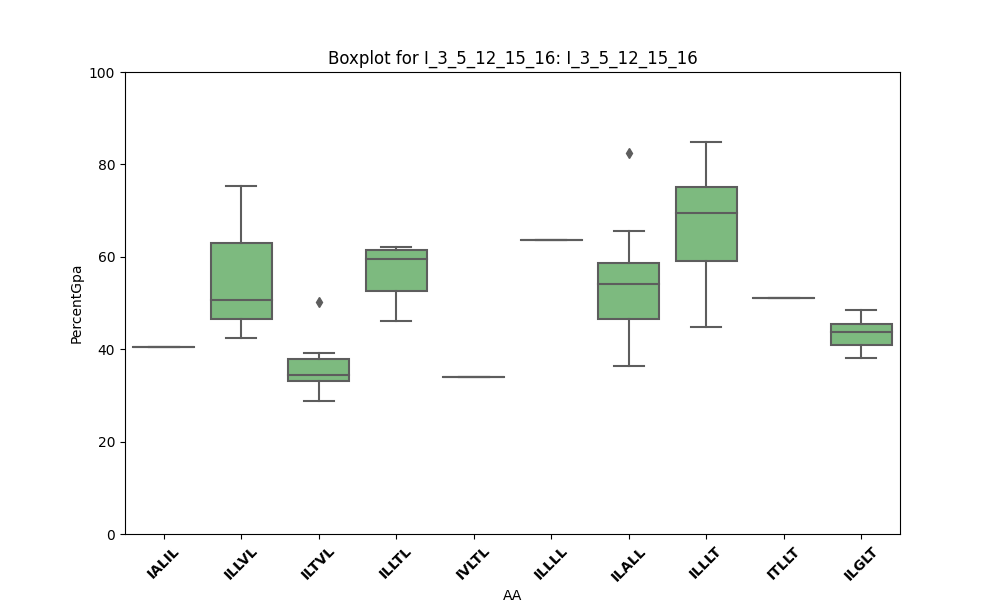 Boxplot for I_3_5_12_15_16: I_3_5_12_15_16
100
80
60
40
20
0
PercentGpa
IALIL ILLVL ILTVL ILLTL IVLTL ILLLL ILALL ILLLT ITLLT ILGLT
AA